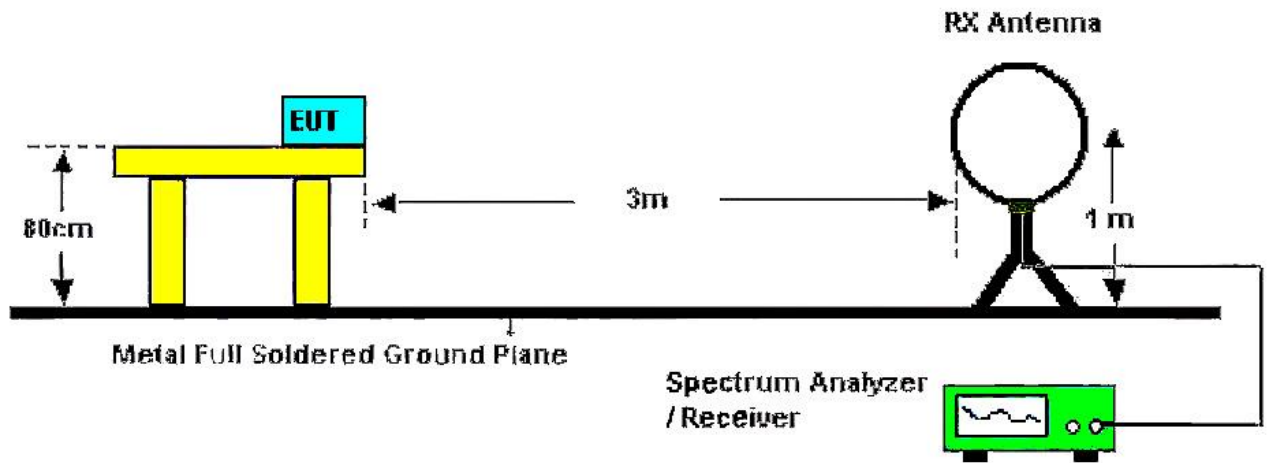 RX Antenna
EUT
80cm
3m
1 m
Metal Full Soldered Ground Plane
Spectrum Analyzer
/ Receiver